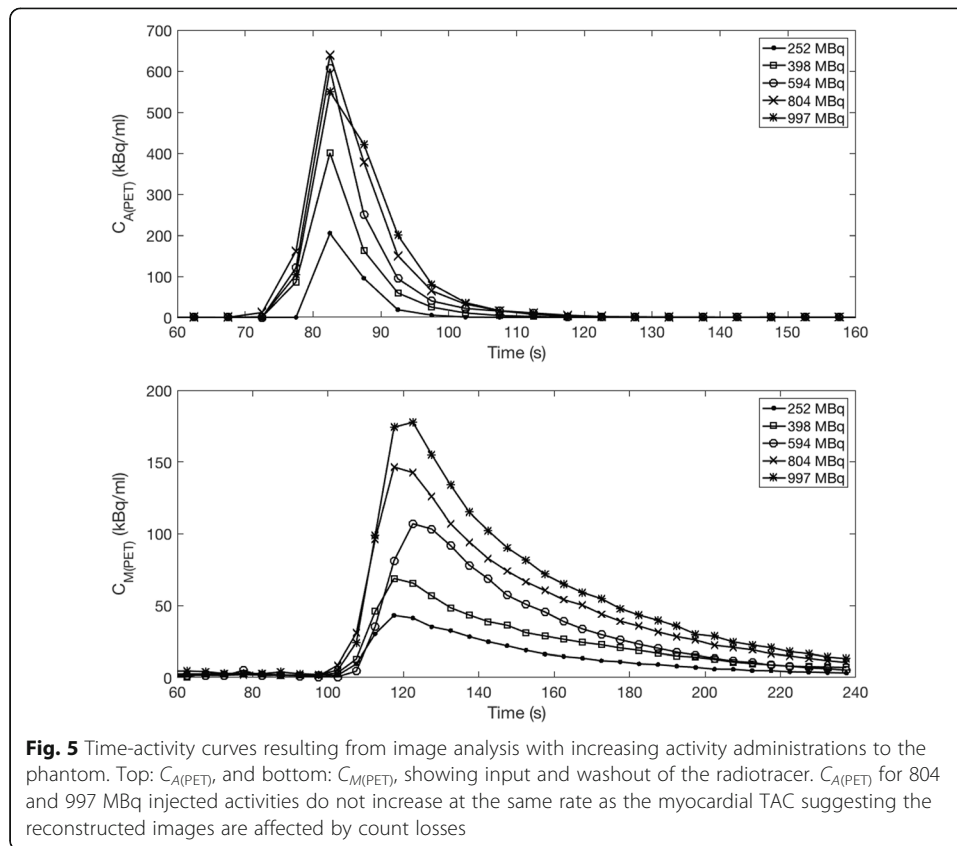 700
600
500
400
300
200
100
0
C_A(PET) (kBq/ml)
60 70 80 90 100 110 120 130 140 150 160
Time (s)
252 MBq
398 MBq
594 MBq
804 MBq
997 MBq
200
150
100
50
0
C_M(PET) (kBq/ml)
60 80 100 120 140 160 180 200 220 240
Time (s)
252 MBq
398 MBq
594 MBq
804 MBq
997 MBq
Fig. 5 Time-activity curves resulting from image analysis with increasing activity administrations to the
phantom. Top: C_A(PET), and bottom: C_M(PET), showing input and washout of the radiotracer. C_A(PET) for 804
and 997 MBq injected activities do not increase at the same rate as the myocardial TAC suggesting the
reconstructed images are affected by count losses